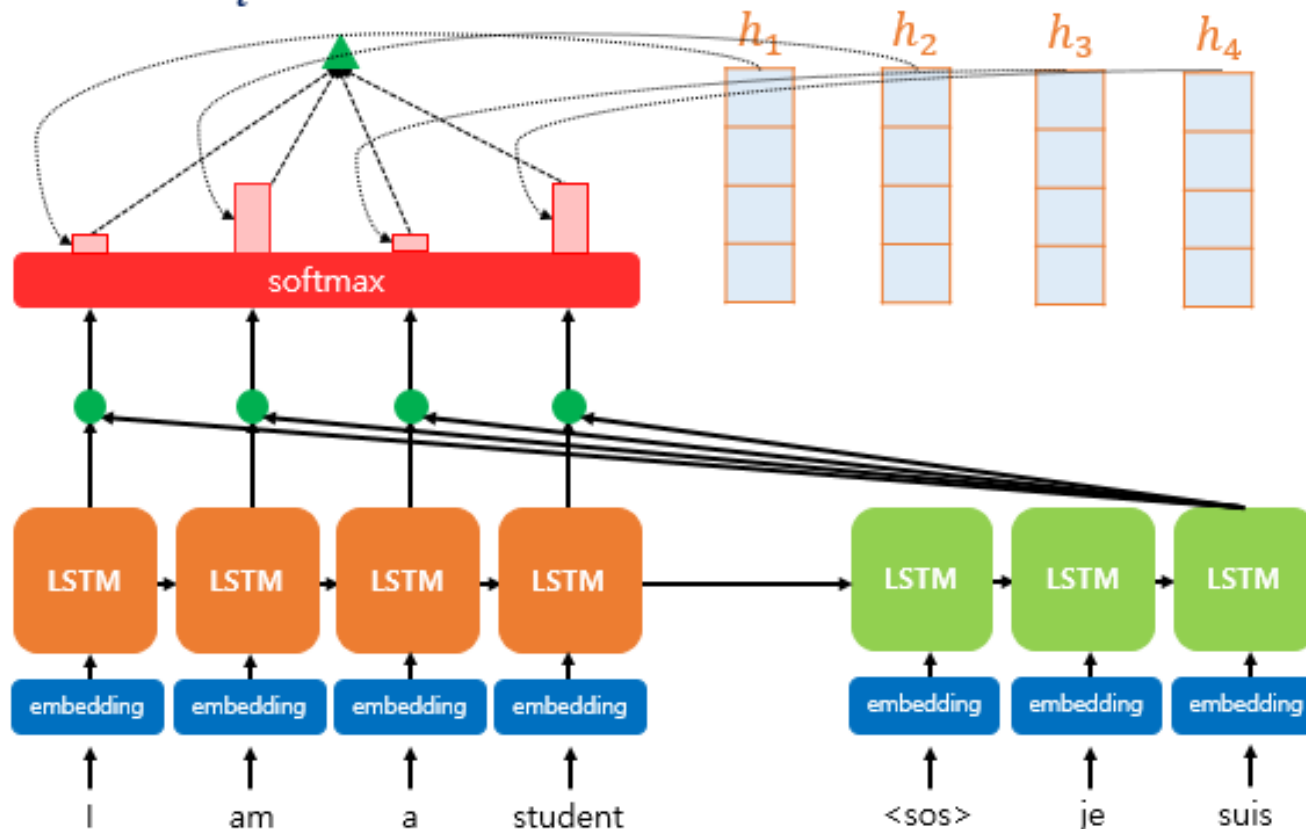 h₁ h₂ h₃ h₄
softmax
LSTM LSTM LSTM LSTM LSTM LSTM LSTM
embedding embedding embedding embedding embedding embedding embedding
I am a student <sos> je suis